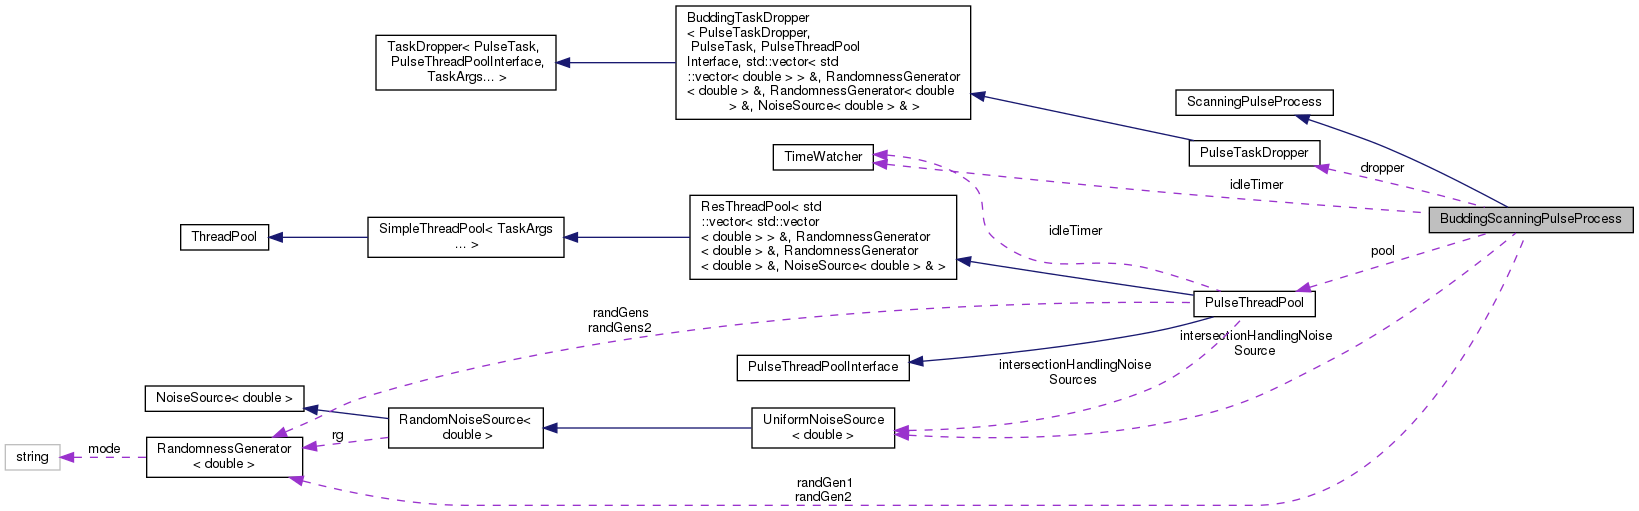 BuddingTaskDropper
< PulseTaskDropper,
PulseTask, PulseThreadPool
Interface, std::vector< std
::vector< double > > &, RandomnessGenerator
< double > &, RandomnessGenerator< double
> &, NoiseSource< double > & >
TaskDropper< PulseTask,
PulseThreadPoolInterface,
TaskArgs... >
ScanningPulseProcess
PulseTaskDropper
TimeWatcher
dropper
idleTimer
BuddingScanningPulseProcess
ResThreadPool< std
::vector< std::vector
< double > > &, RandomnessGenerator
< double > &, RandomnessGenerator
< double > &, NoiseSource< double > & >
SimpleThreadPool< TaskArgs
... >
ThreadPool
idleTimer
pool
PulseThreadPool
randGens
randGens2
intersectionHandlingNoise
Source
PulseThreadPoolInterface
intersectionHandlingNoise
Sources
NoiseSource< double >
RandomNoiseSource<
double >
UniformNoiseSource
< double >
rg
RandomnessGenerator
< double >
mode
string
randGen1
randGen2